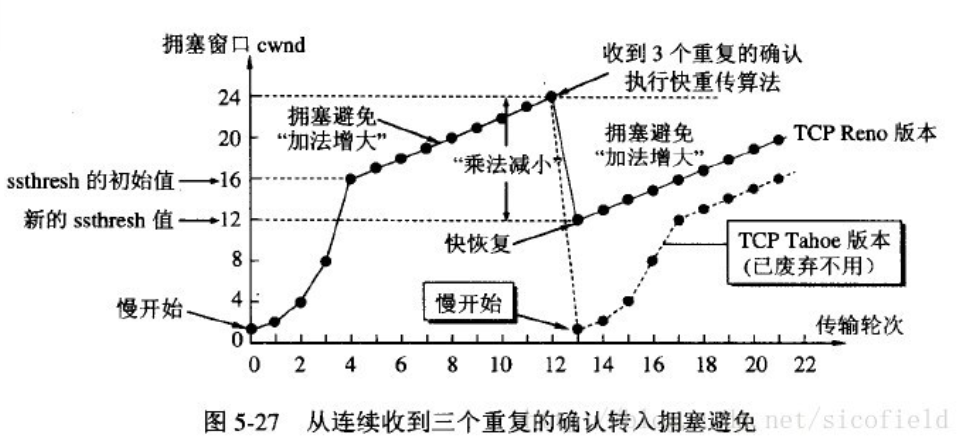 拥塞窗口 cwnd
收到 3 个重复的确认
执行快重传算法
24
拥塞避免
“加法增大”
拥塞避免
“加法增大”
TCP Reno 版本
20
“乘法减小”
ssthresh 的初始值
16
新的 ssthresh 值
12
快恢复
TCP Tahoe 版本
(已废弃不用)
8
慢开始
4
慢开始
0
传输轮次
0 2 4 6 8 10 12 14 16 18 20 22
图 5-27 从连续收到三个重复的确认转入拥塞避免
net/sicofield